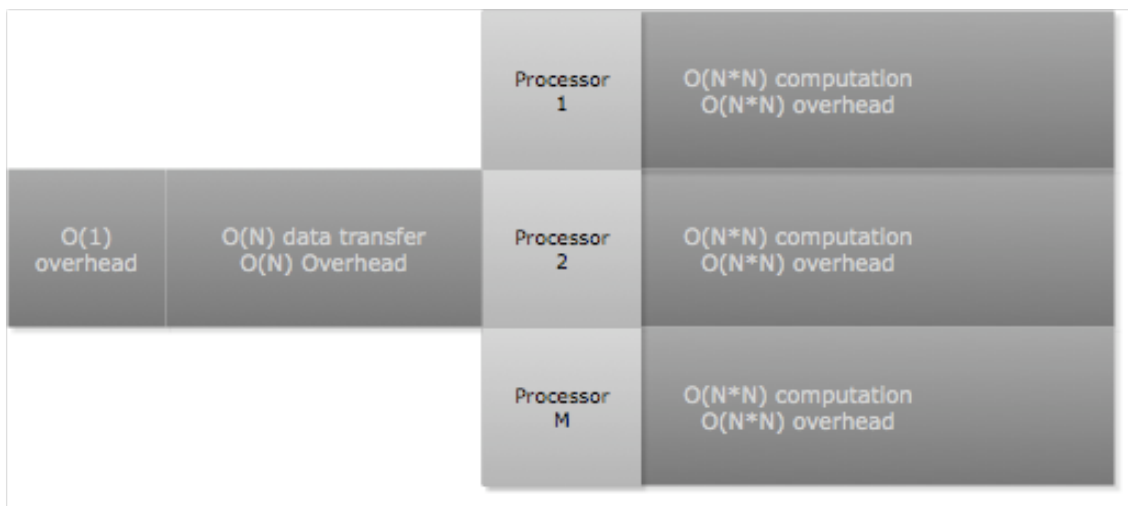 Processor
1
O(N*N) computation
O(N*N) overhead
O(1)
overhead
O(N) data transfer
O(N) Overhead
Processor
2
O(N*N) computation
O(N*N) overhead
Processor
M
O(N*N) computation
O(N*N) overhead